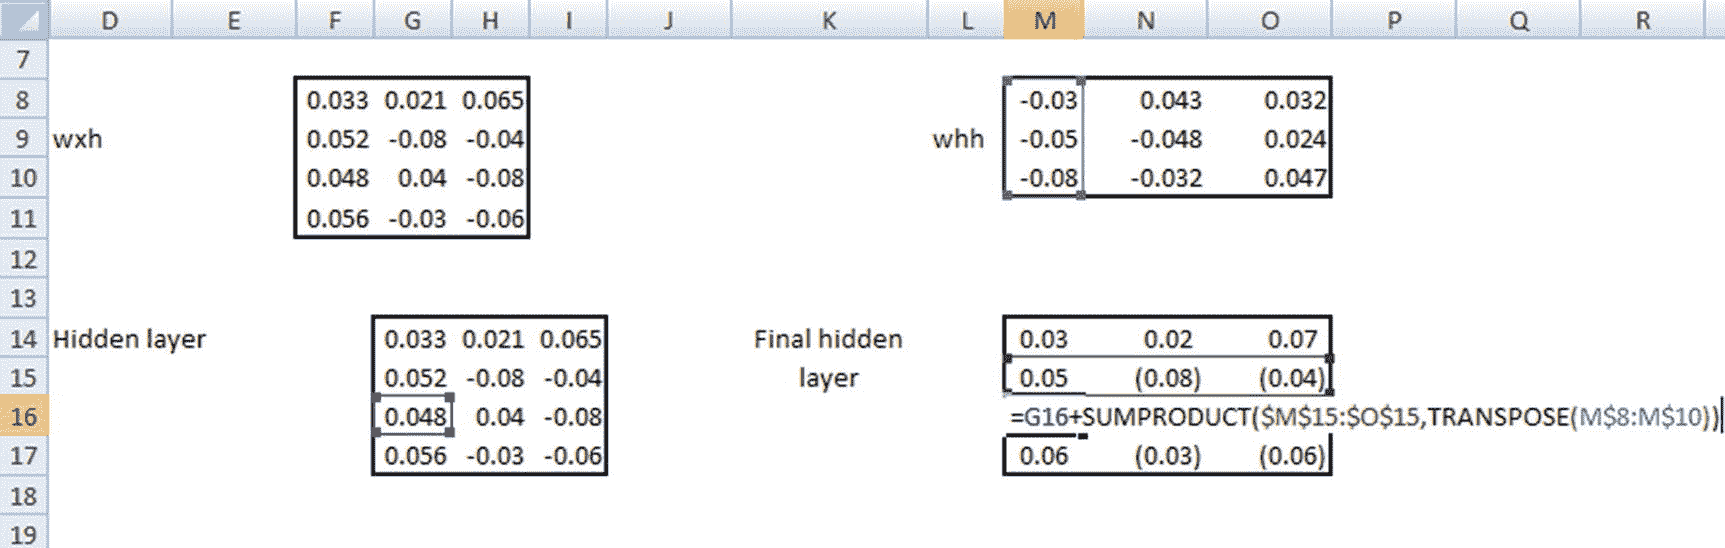 D E F G H I J K L M N O P Q R
7
8 0.033 0.021 0.065 -0.03 0.043 0.032
9 wxh 0.052 -0.08 -0.04 whh -0.05 -0.048 0.024
10 0.048 0.04 -0.08 -0.08 -0.032 0.047
11 0.056 -0.03 -0.06
12
13
14 Hidden layer 0.033 0.021 0.065 Final hidden 0.03 0.02 0.07
15 0.052 -0.08 -0.04 layer 0.05 (0.08) (0.04)
16 0.048 0.04 -0.08 =G16+SUMPRODUCT($M$15:$O$15,TRANSPOSE(M$8:M$10))
17 0.056 -0.03 -0.06 0.06 (0.03) (0.06)
18
19